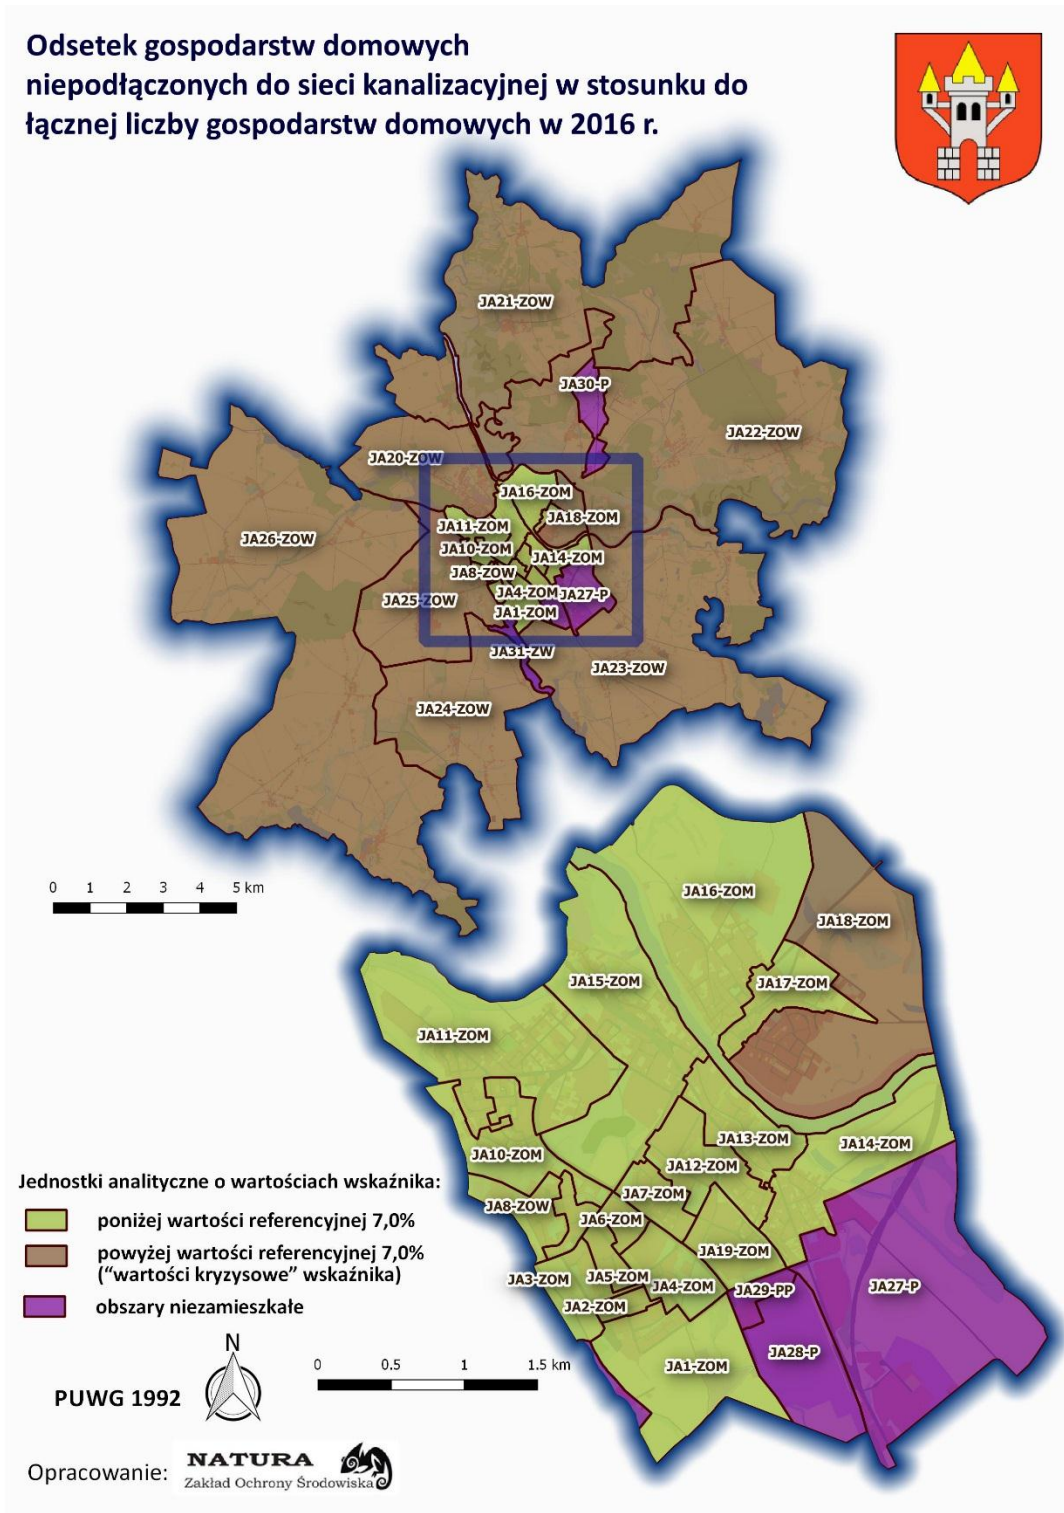 Odsetek gospodarstw domowych
niepodłączonych do sieci kanalizacyjnej w stosunku do
łącznej liczby gospodarstw domowych w 2016 r.
JA21-ZOW
JA30-P
JA22-ZOW
JA20-ZOW
JA16-ZOM
JA18-ZOM
JA11-ZOM
JA26-ZOW
JA10-ZOM
JA14-ZOM
JA8-ZOW
JA4-ZOM
JA27-P
JA25-ZOW
JA1-ZOM
JA31-ZW
JA23-ZOW
JA24-ZOW
0 1 2 3 4 5 km
JA16-ZOM
JA18-ZOM
JA15-ZOM
JA17-ZOM
JA11-ZOM
JA13-ZOM
JA14-ZOM
JA10-ZOM
JA12-ZOM
JA7-ZOM
JA8-ZOW
JA6-ZOM
JA19-ZOM
JA3-ZOM
JA5-ZOM
JA4-ZOM
JA29-PP
JA27-P
JA2-ZOM
JA28-P
JA1-ZOM
Jednostki analityczne o wartościach wskaźnika:
poniżej wartości referencyjnej 7,0%
powyżej wartości referencyjnej 7,0%
("wartości kryzysowe" wskaźnika)
obszary niezamieszkałe
N
0 0.5 1 1.5 km
PUWG 1992
Opracowanie:
NATURA
Zakład Ochrony Środowiska